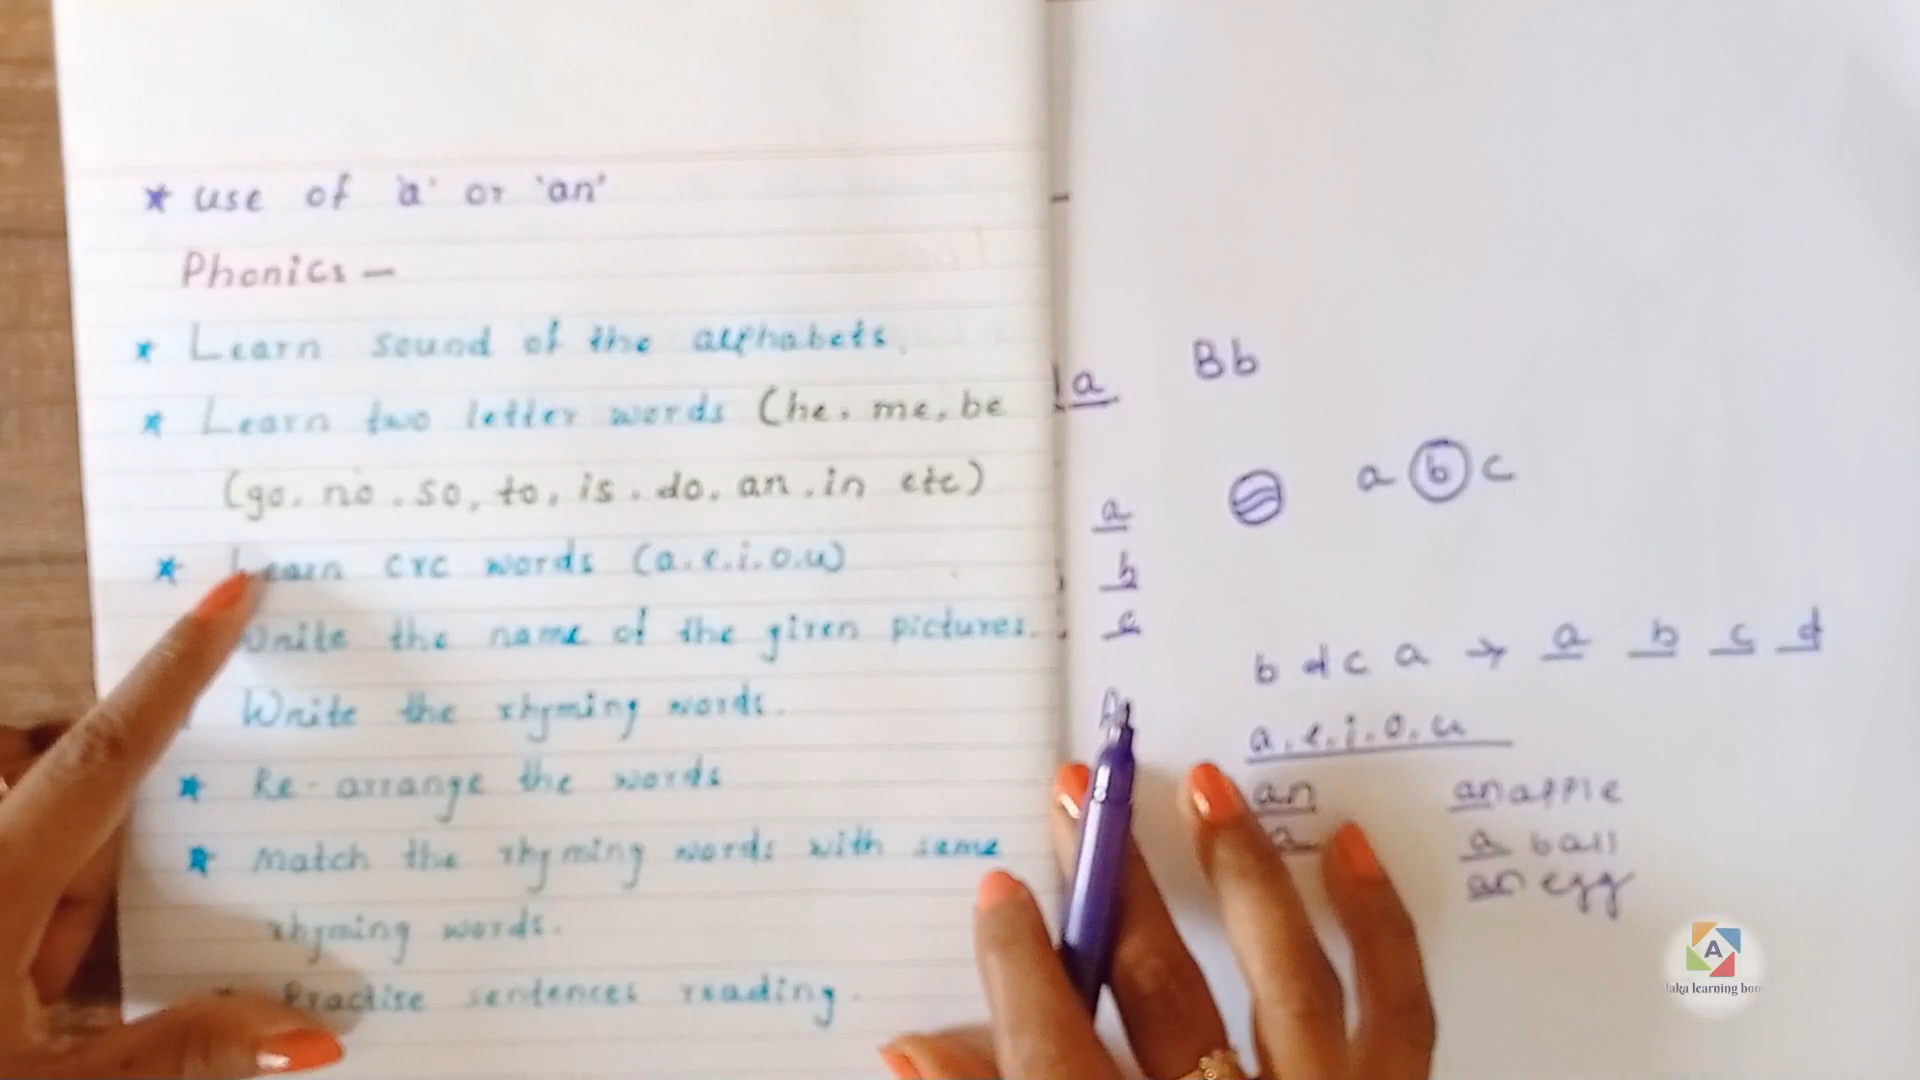 * use of 'a' or 'an'
Phonics -
* Learn sound of the alphabets.
* Learn two letter words (he, me, be
(go, no, so, to, is, do, an, in etc)
* Learn cvc words (a.e.i.o.u)
Write the name of the given pictures.
Write the rhyming words.
* Re-arrange the words
* Match the rhyming words with same
rhyming words.
* Practise sentences reading.
a
Bb
a b c
a
b
c
b d c a → a b c d
a.e.i.o.u
an
an apple
a
a ball
an egg
A
learning